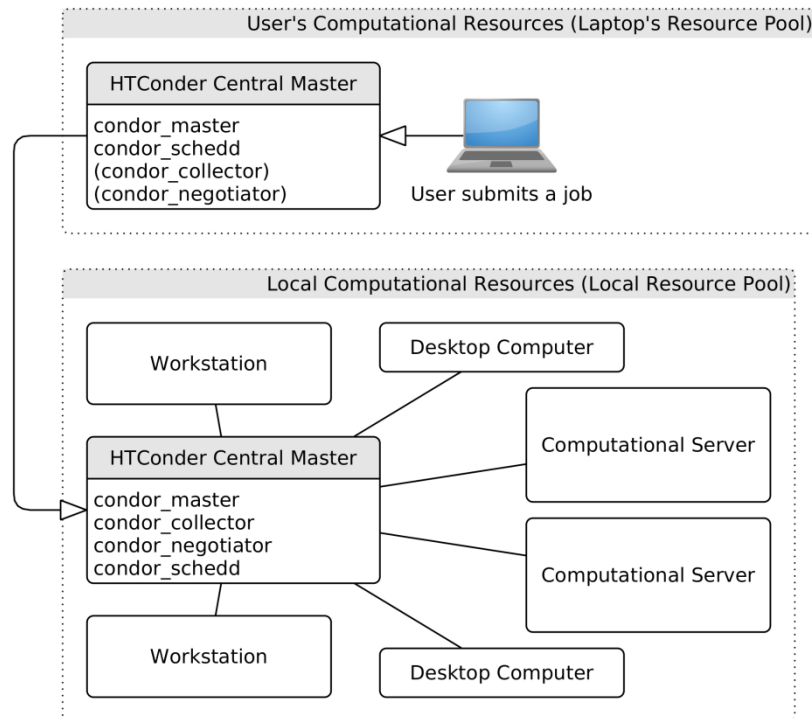 User's Computational Resources (Laptop's Resource Pool)
HTConder Central Master
condor_master
condor_schedd
(condor_collector)
(condor_negotiator)
User submits a job
Local Computational Resources (Local Resource Pool)
Workstation
Desktop Computer
Computational Server
HTConder Central Master
condor_master
condor_collector
condor_negotiator
condor_schedd
Computational Server
Workstation
Desktop Computer